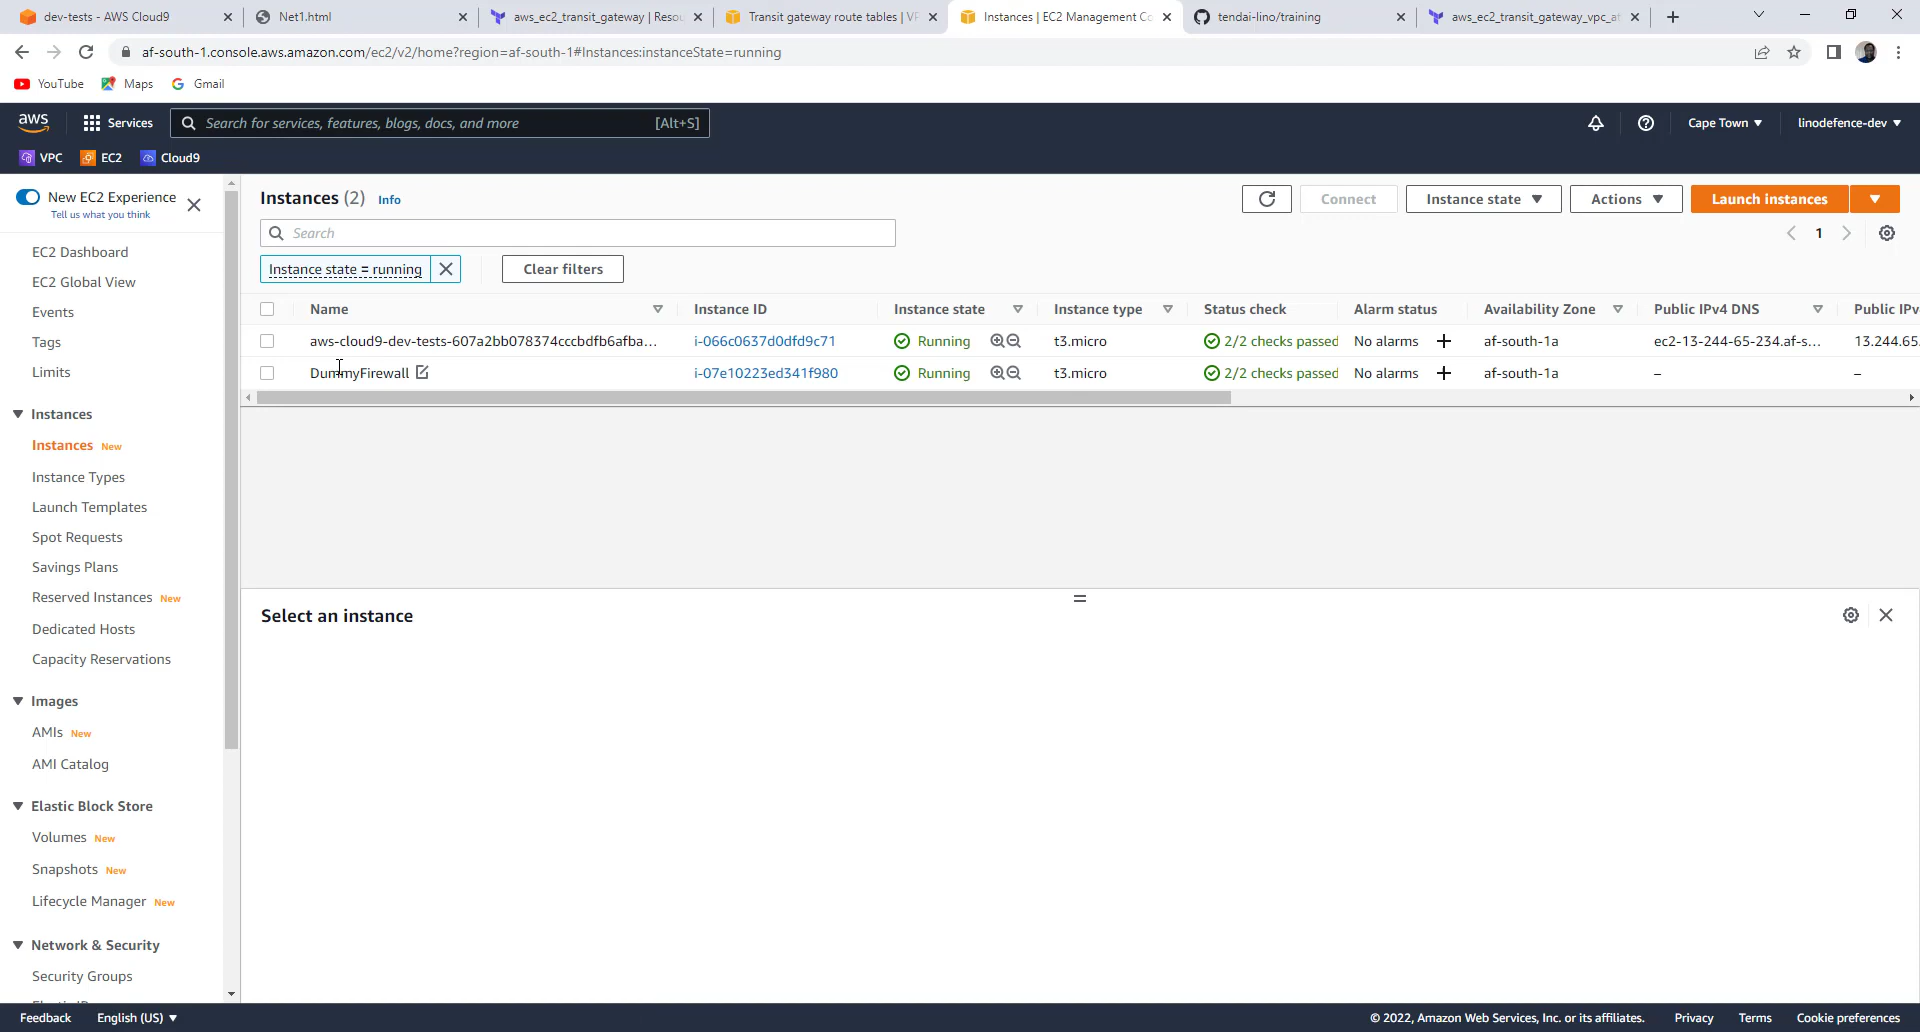 dev-tests - AWS Cloud9
Net1.html
aws_ec2_transit_gateway | Resou
Transit gateway route tables | VP
Instances | EC2 Management Co
tendai-lino/training
aws_ec2_transit_gateway_vpc_at
af-south-1.console.aws.amazon.com/ec2/v2/home?region=af-south-1#Instances:instanceState=running
YouTube
Maps
Gmail
aws
Services
Search for services, features, blogs, docs, and more
[Alt+S]
Cape Town
linodefence-dev
VPC
EC2
Cloud9
New EC2 Experience
Tell us what you think
EC2 Dashboard
EC2 Global View
Events
Tags
Limits
Instances
Instances New
Instance Types
Launch Templates
Spot Requests
Savings Plans
Reserved Instances New
Dedicated Hosts
Capacity Reservations
Images
AMIs New
AMI Catalog
Elastic Block Store
Volumes New
Snapshots New
Lifecycle Manager New
Network & Security
Security Groups
Instances (2) Info
Connect
Instance state
Actions
Launch instances
Search
1
Instance state = running
Clear filters
Name Instance ID Instance state Instance type Status check Alarm status Availability Zone Public IPv4 DNS Public IPv
aws-cloud9-dev-tests-607a2bb078374cccbdfb6afba... i-066c0637d0dfd9c71 Running t3.micro 2/2 checks passed No alarms + af-south-1a ec2-13-244-65-234.af-s... 13.244.65
DummyFirewall i-07e10223ed341f980 Running t3.micro 2/2 checks passed No alarms + af-south-1a – –
Select an instance
Feedback
English (US)
© 2022, Amazon Web Services, Inc. or its affiliates.
Privacy
Terms
Cookie preferences